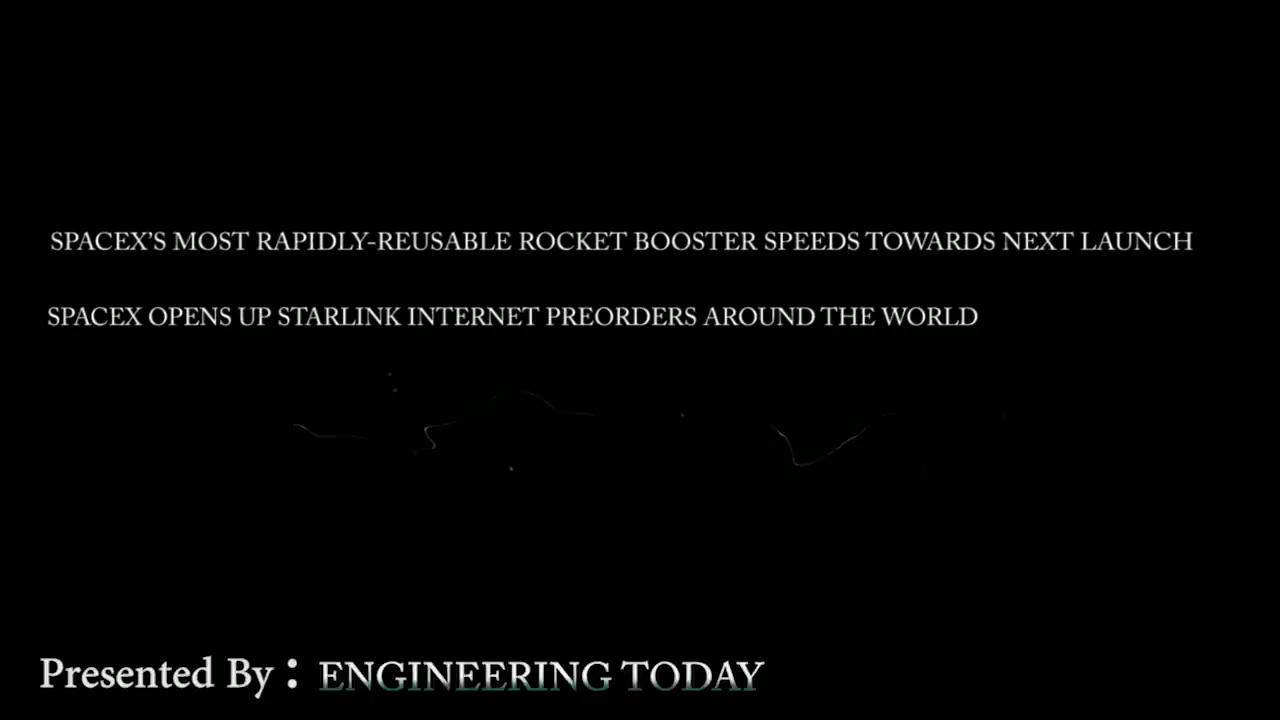 SPACEX'S MOST RAPIDLY-REUSABLE ROCKET BOOSTER SPEEDS TOWARDS NEXT LAUNCH
SPACEX OPENS UP STARLINK INTERNET PREORDERS AROUND THE WORLD
Presented By : ENGINEERING TODAY